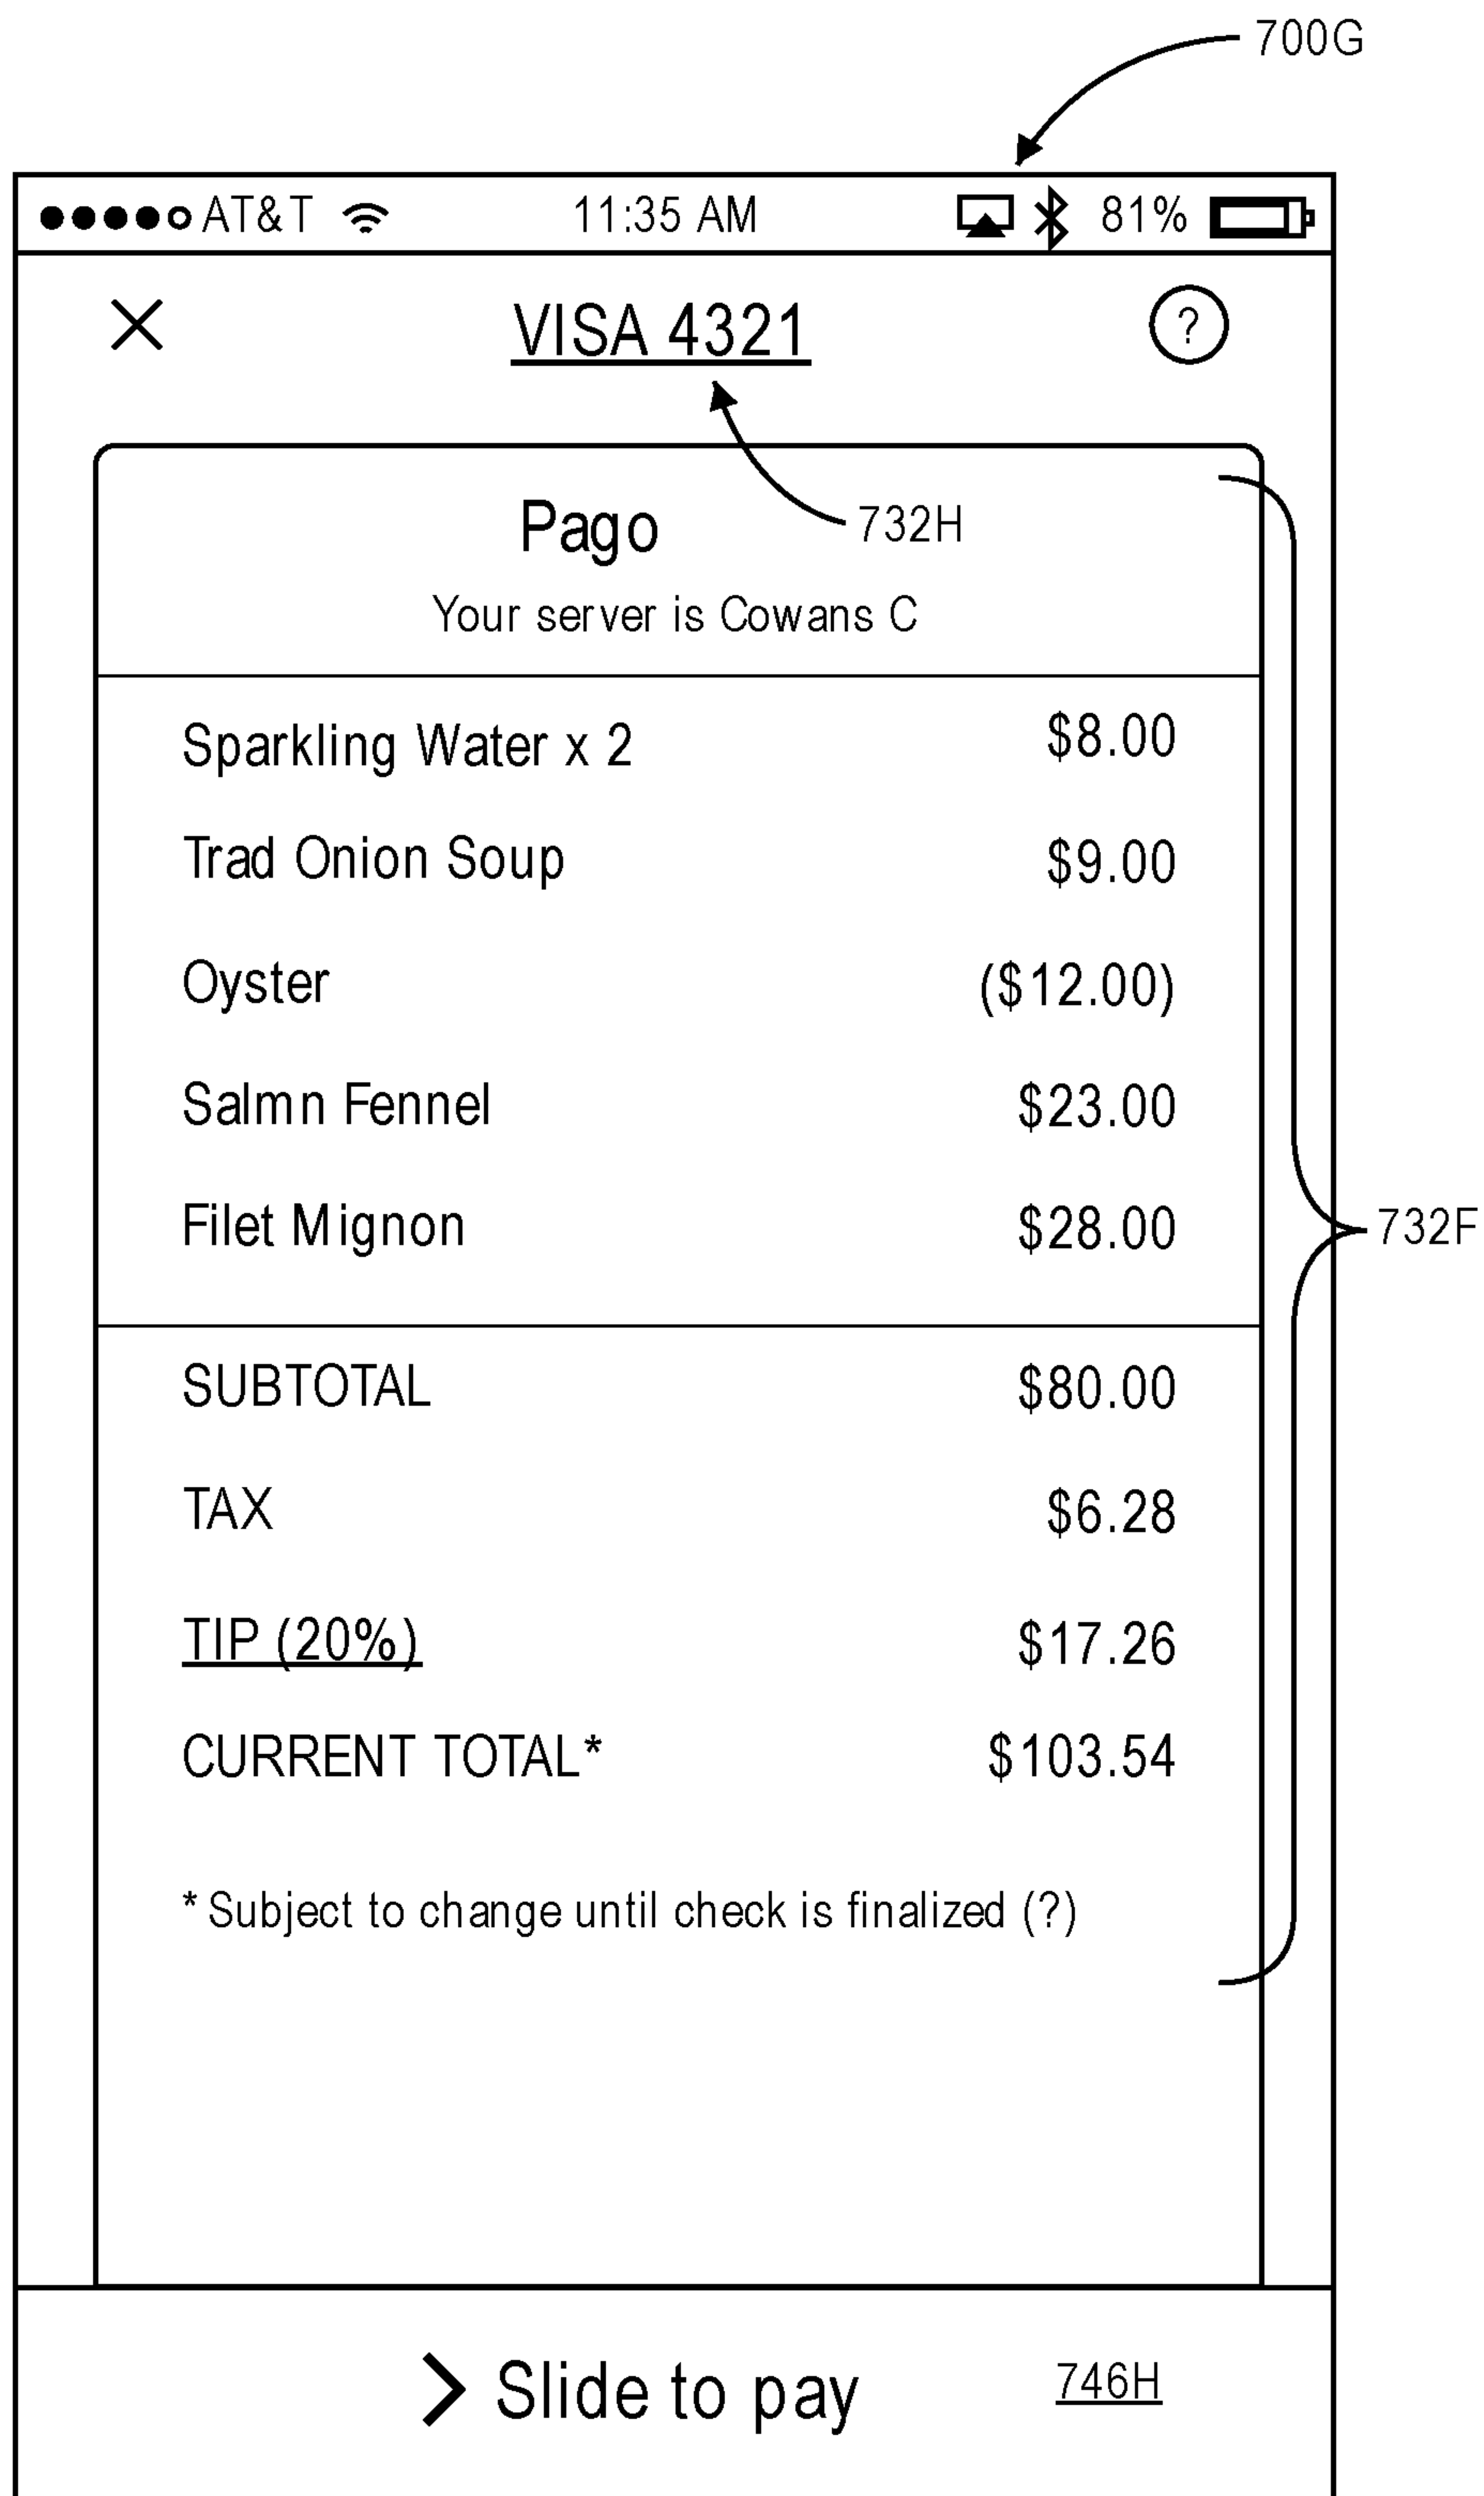 700G
AT&T 11:35 AM 81%
VISA 4321
?
732H
Pago
Your server is Cowans C
Sparkling Water x 2 $8.00
Trad Onion Soup $9.00
Oyster ($12.00)
Salmn Fennel $23.00
Filet Mignon $28.00
732F
SUBTOTAL $80.00
TAX $6.28
TIP (20%) $17.26
CURRENT TOTAL* $103.54
* Subject to change until check is finalized (?)
> Slide to pay 746H